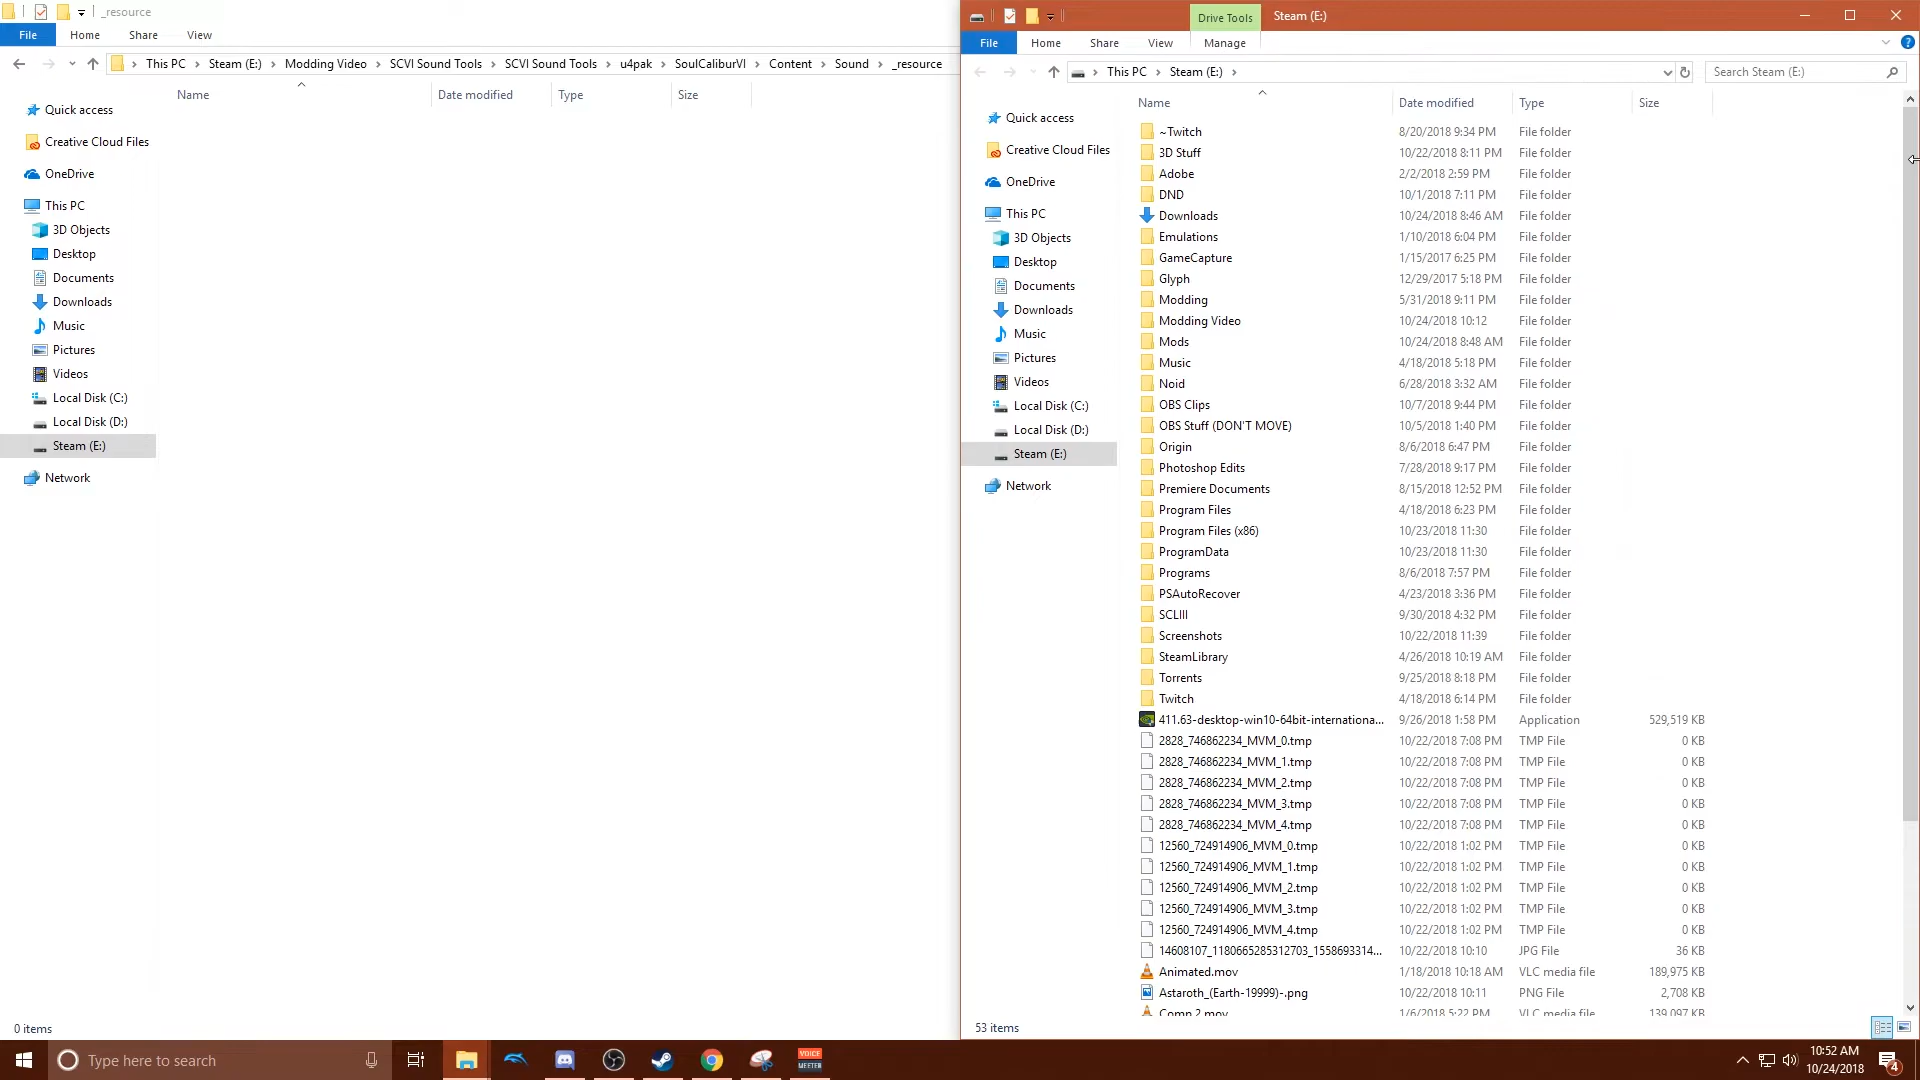 _resource
File
Home
Share
View
This PC
Steam (E:)
Modding Video
SCVI Sound Tools
SCVI Sound Tools
u4pak
SoulCaliburVI
Content
Sound
_resource
Name
Date modified
Type
Size
Quick access
Creative Cloud Files
OneDrive
This PC
3D Objects
Desktop
Documents
Downloads
Music
Pictures
Videos
Local Disk (C:)
Local Disk (D:)
Steam (E:)
Network
0 items
Drive Tools
Steam (E:)
File
Home
Share
View
Manage
This PC
Steam (E:)
Search Steam (E:)
Name
Date modified
Type
Size
Quick access
Creative Cloud Files
OneDrive
This PC
3D Objects
Desktop
Documents
Downloads
Music
Pictures
Videos
Local Disk (C:)
Local Disk (D:)
Steam (E:)
Network
~Twitch 8/20/2018 9:34 PM File folder
3D Stuff 10/22/2018 8:11 PM File folder
Adobe 2/2/2018 2:59 PM File folder
DND 10/1/2018 7:11 PM File folder
Downloads 10/24/2018 8:46 AM File folder
Emulations 1/10/2018 6:04 PM File folder
GameCapture 1/15/2017 6:25 PM File folder
Glyph 12/29/2017 5:18 PM File folder
Modding 5/31/2018 9:11 PM File folder
Modding Video 10/24/2018 10:12 File folder
Mods 10/24/2018 8:48 AM File folder
Music 4/18/2018 5:18 PM File folder
Noid 6/28/2018 3:32 AM File folder
OBS Clips 10/7/2018 9:44 PM File folder
OBS Stuff (DON'T MOVE) 10/5/2018 1:40 PM File folder
Origin 8/6/2018 6:47 PM File folder
Photoshop Edits 7/28/2018 9:17 PM File folder
Premiere Documents 8/15/2018 12:52 PM File folder
Program Files 4/18/2018 6:23 PM File folder
Program Files (x86) 10/23/2018 11:30 File folder
ProgramData 10/23/2018 11:30 File folder
Programs 8/6/2018 7:57 PM File folder
PSAutoRecover 4/23/2018 3:36 PM File folder
SCLIII 9/30/2018 4:32 PM File folder
Screenshots 10/22/2018 11:39 File folder
SteamLibrary 4/26/2018 10:19 AM File folder
Torrents 9/25/2018 8:18 PM File folder
Twitch 4/18/2018 6:14 PM File folder
411.63-desktop-win10-64bit-internationa... 9/26/2018 1:58 PM Application 529,519 KB
2828_746862234_MVM_0.tmp 10/22/2018 7:08 PM TMP File 0 KB
2828_746862234_MVM_1.tmp 10/22/2018 7:08 PM TMP File 0 KB
2828_746862234_MVM_2.tmp 10/22/2018 7:08 PM TMP File 0 KB
2828_746862234_MVM_3.tmp 10/22/2018 7:08 PM TMP File 0 KB
2828_746862234_MVM_4.tmp 10/22/2018 7:08 PM TMP File 0 KB
12560_724914906_MVM_0.tmp 10/22/2018 1:02 PM TMP File 0 KB
12560_724914906_MVM_1.tmp 10/22/2018 1:02 PM TMP File 0 KB
12560_724914906_MVM_2.tmp 10/22/2018 1:02 PM TMP File 0 KB
12560_724914906_MVM_3.tmp 10/22/2018 1:02 PM TMP File 0 KB
12560_724914906_MVM_4.tmp 10/22/2018 1:02 PM TMP File 0 KB
14608107_1180665285312703_1558693314... 10/22/2018 10:10 JPG File 36 KB
Animated.mov 1/18/2018 10:18 AM VLC media file 189,975 KB
Astaroth_(Earth-19999)-.png 10/22/2018 10:11 PNG File 2,708 KB
Comp 2.mov 1/6/2018 5:22 PM VLC media file 139,097 KB
53 items
Type here to search
VOICE
MEETER
10:52 AM
10/24/2018
4